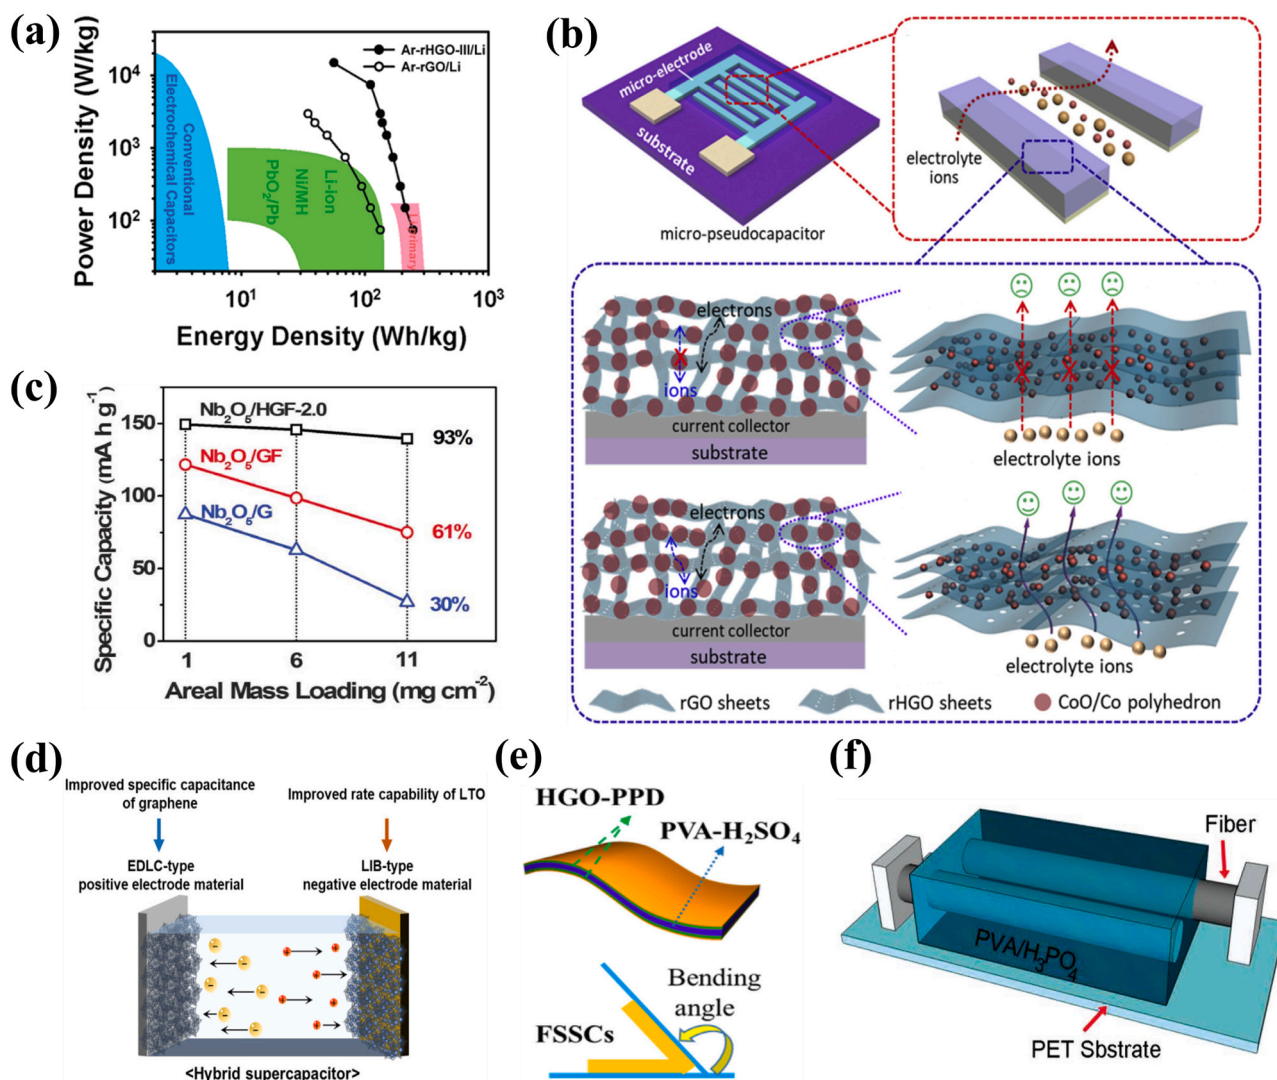 (a)
Power Density (W/kg)
10⁴
10³
10²
Ar-rHGO-III/Li
Ar-rGO/Li
Conventional
Electrochemical Capacitors
Li-ion
Ni/MH
PbO₂/Pb
Primary
10¹
10²
10³
Energy Density (Wh/kg)
(b)
micro-electrode
substrate
micro-pseudocapacitor
electrolyte
ions
electrons
ions
current collector
substrate
electrolyte ions
electrons
ions
current collector
substrate
electrolyte ions
rGO sheets
rHGO sheets
CoO/Co polyhedron
(c)
Specific Capacity (mA h g⁻¹)
150
100
50
0
Nb₂O₅/HGF-2.0
93%
Nb₂O₅/GF
61%
Nb₂O₅/G
30%
1
6
11
Areal Mass Loading (mg cm⁻²)
(d)
Improved specific capacitance
of graphene
Improved rate capability of LTO
EDLC-type
positive electrode material
LIB-type
negative electrode material
<Hybrid supercapacitor>
(e)
HGO-PPD
PVA-H₂SO₄
Bending
angle
FSSCs
(f)
Fiber
PVA/H₃PO₄
PET Sbstrate